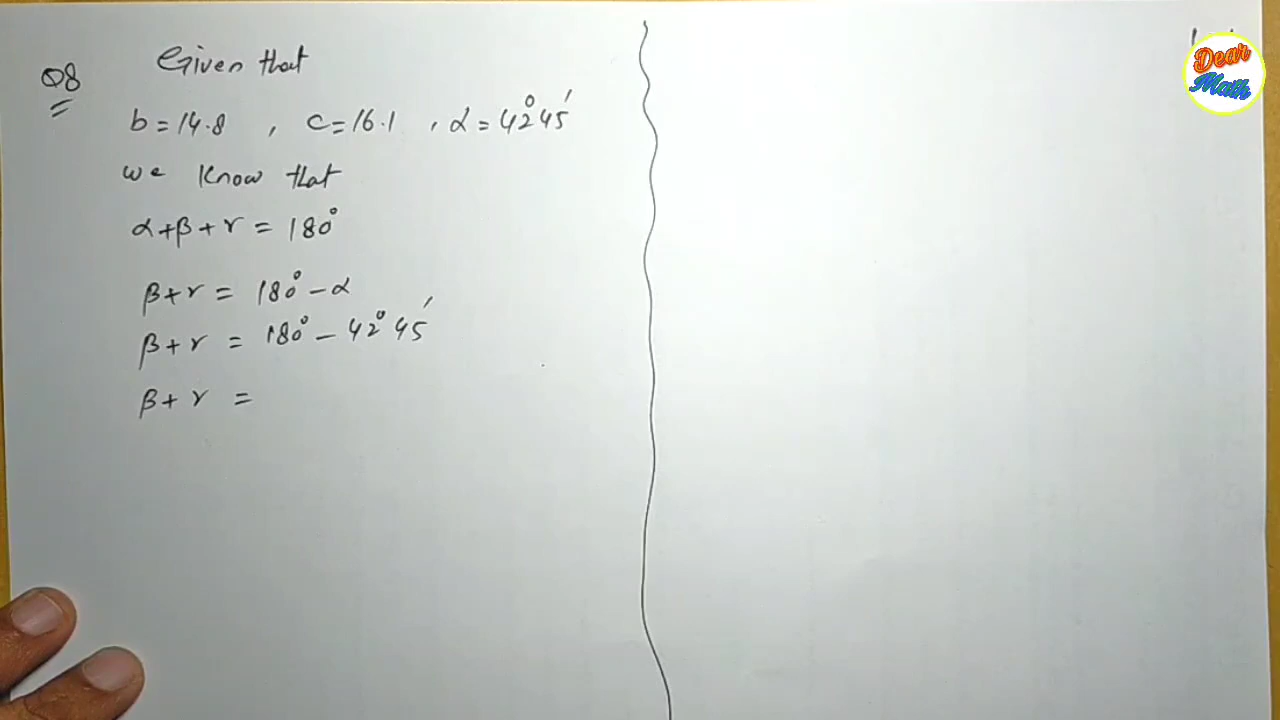 Q8 Given that
b = 14.8 , c = 16.1 , α = 42° 45′
we know that
α+β+γ = 180°
β+γ = 180° − α
β+γ = 180° − 42° 45′
β+γ =
Dear
Math